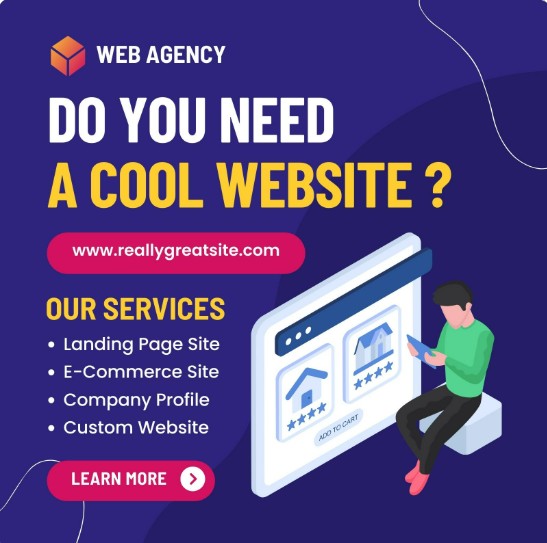 WEB AGENCY
DO YOU NEED
A COOL WEBSITE ?
www.reallygreatsite.com
OUR SERVICES
• Landing Page Site
• E-Commerce Site
• Company Profile
• Custom Website
ADD TO CART
LEARN MORE